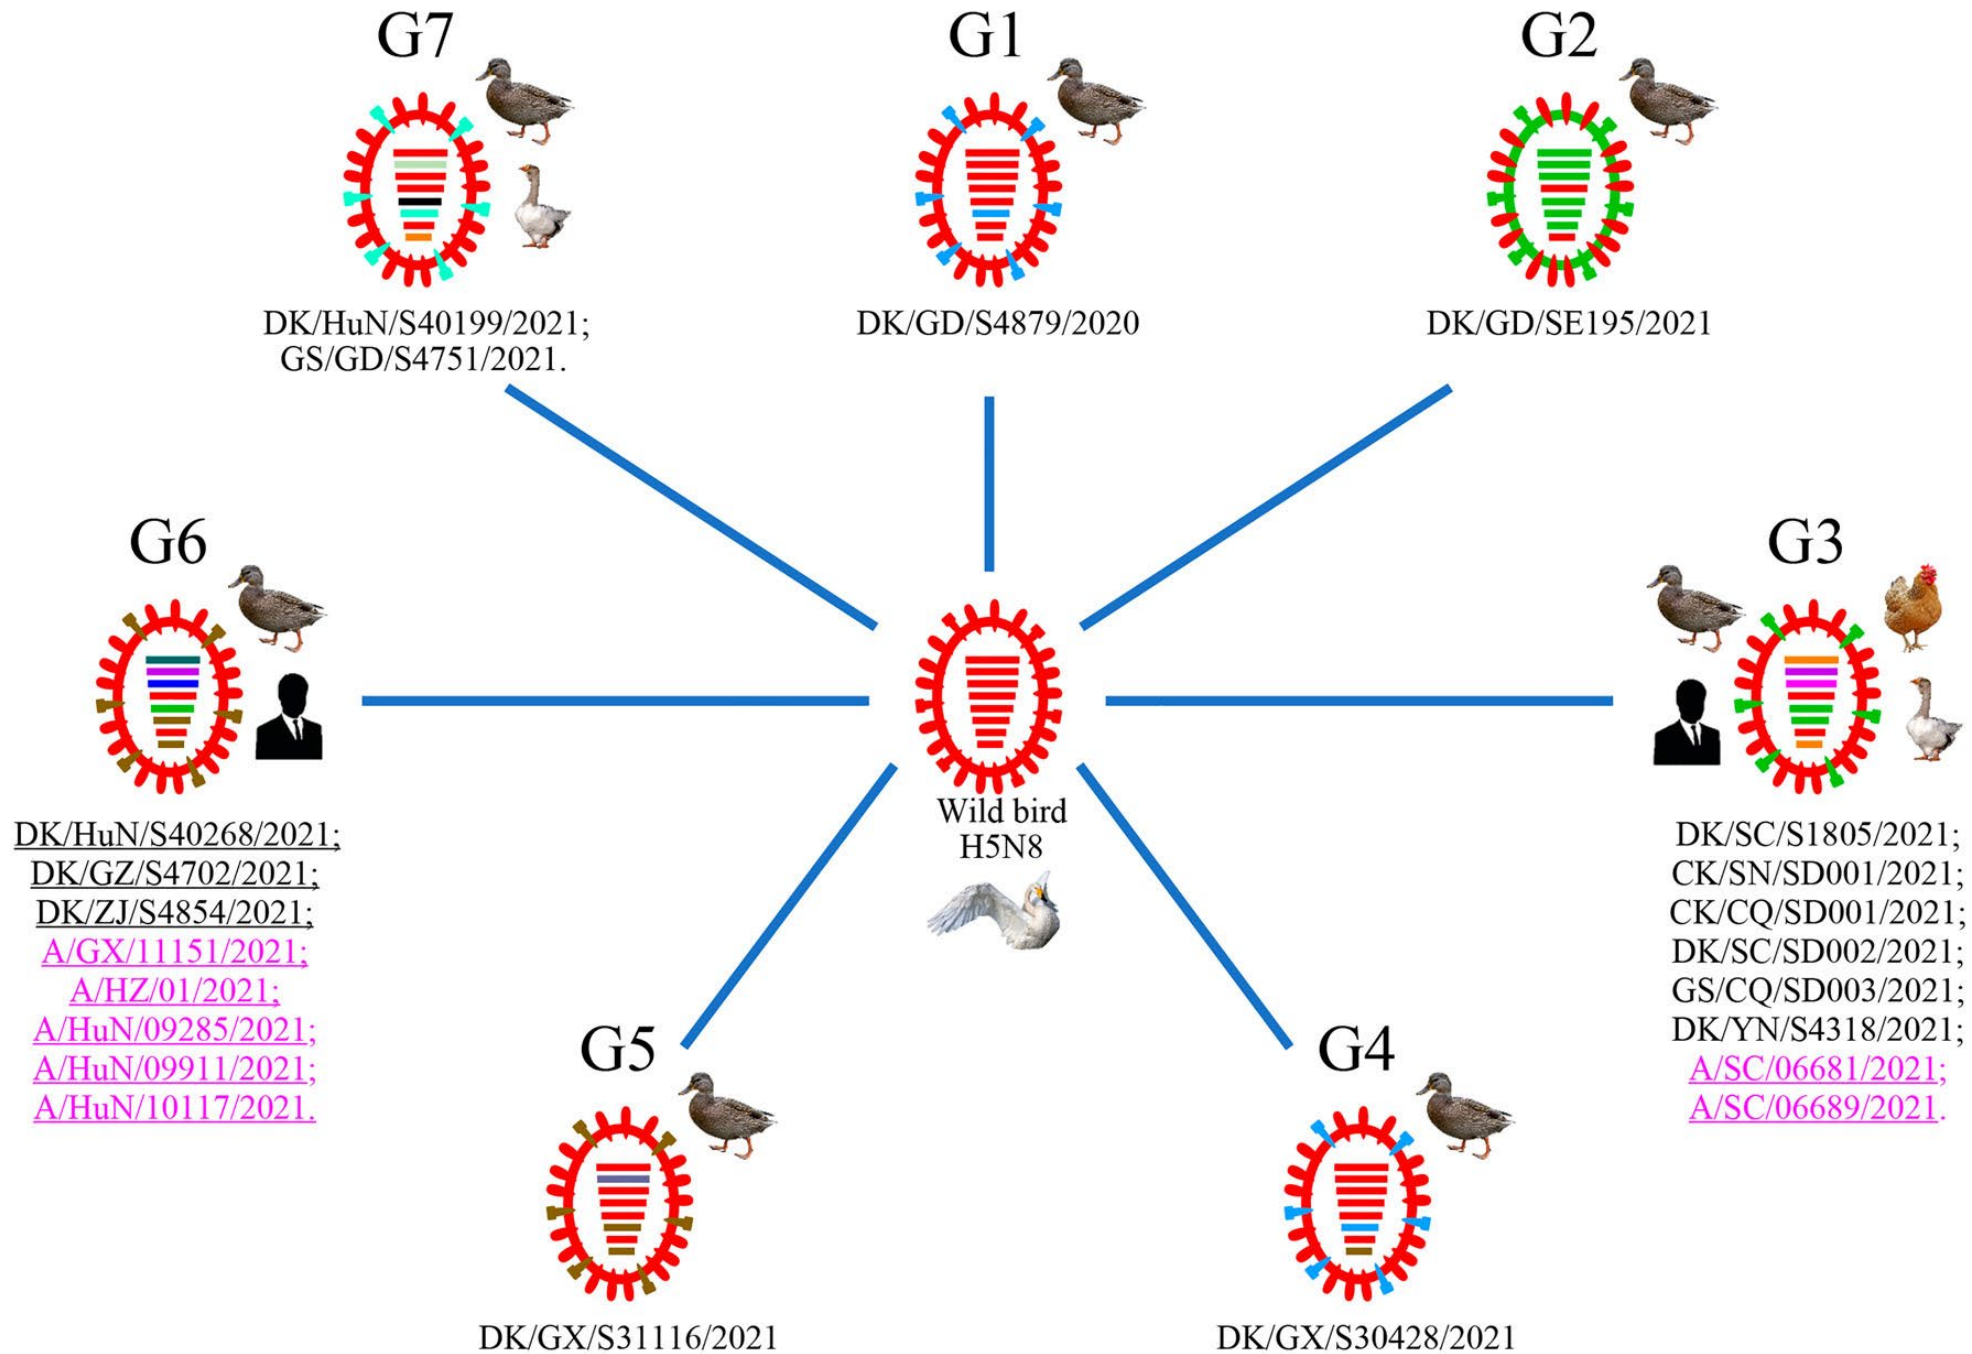 G7
DK/HuN/S40199/2021;
GS/GD/S4751/2021.
G1
DK/GD/S4879/2020
G2
DK/GD/SE195/2021
G6
DK/HuN/S40268/2021;
DK/GZ/S4702/2021;
DK/ZJ/S4854/2021;
A/GX/11151/2021;
A/HZ/01/2021;
A/HuN/09285/2021;
A/HuN/09911/2021;
A/HuN/10117/2021.
Wild bird
H5N8
G3
DK/SC/S1805/2021;
CK/SN/SD001/2021;
CK/CQ/SD001/2021;
DK/SC/SD002/2021;
GS/CQ/SD003/2021;
DK/YN/S4318/2021;
A/SC/06681/2021;
A/SC/06689/2021.
G5
DK/GX/S31116/2021
G4
DK/GX/S30428/2021